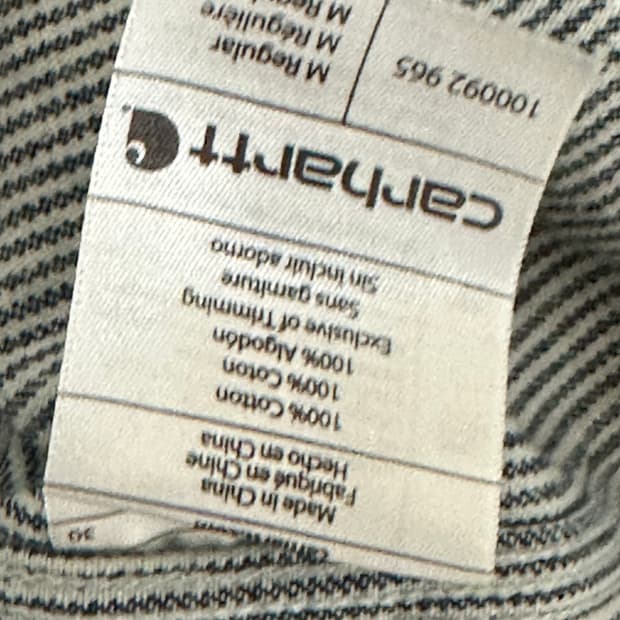 Made in China
Fabriqué en Chine
Hecho en China
100% Cotton
100% Coton
100% Algodón
Exclusive of Trimming
Sans garniture
Sin incluir adorno
carhartt
100092 965
M Regular
M Régulière